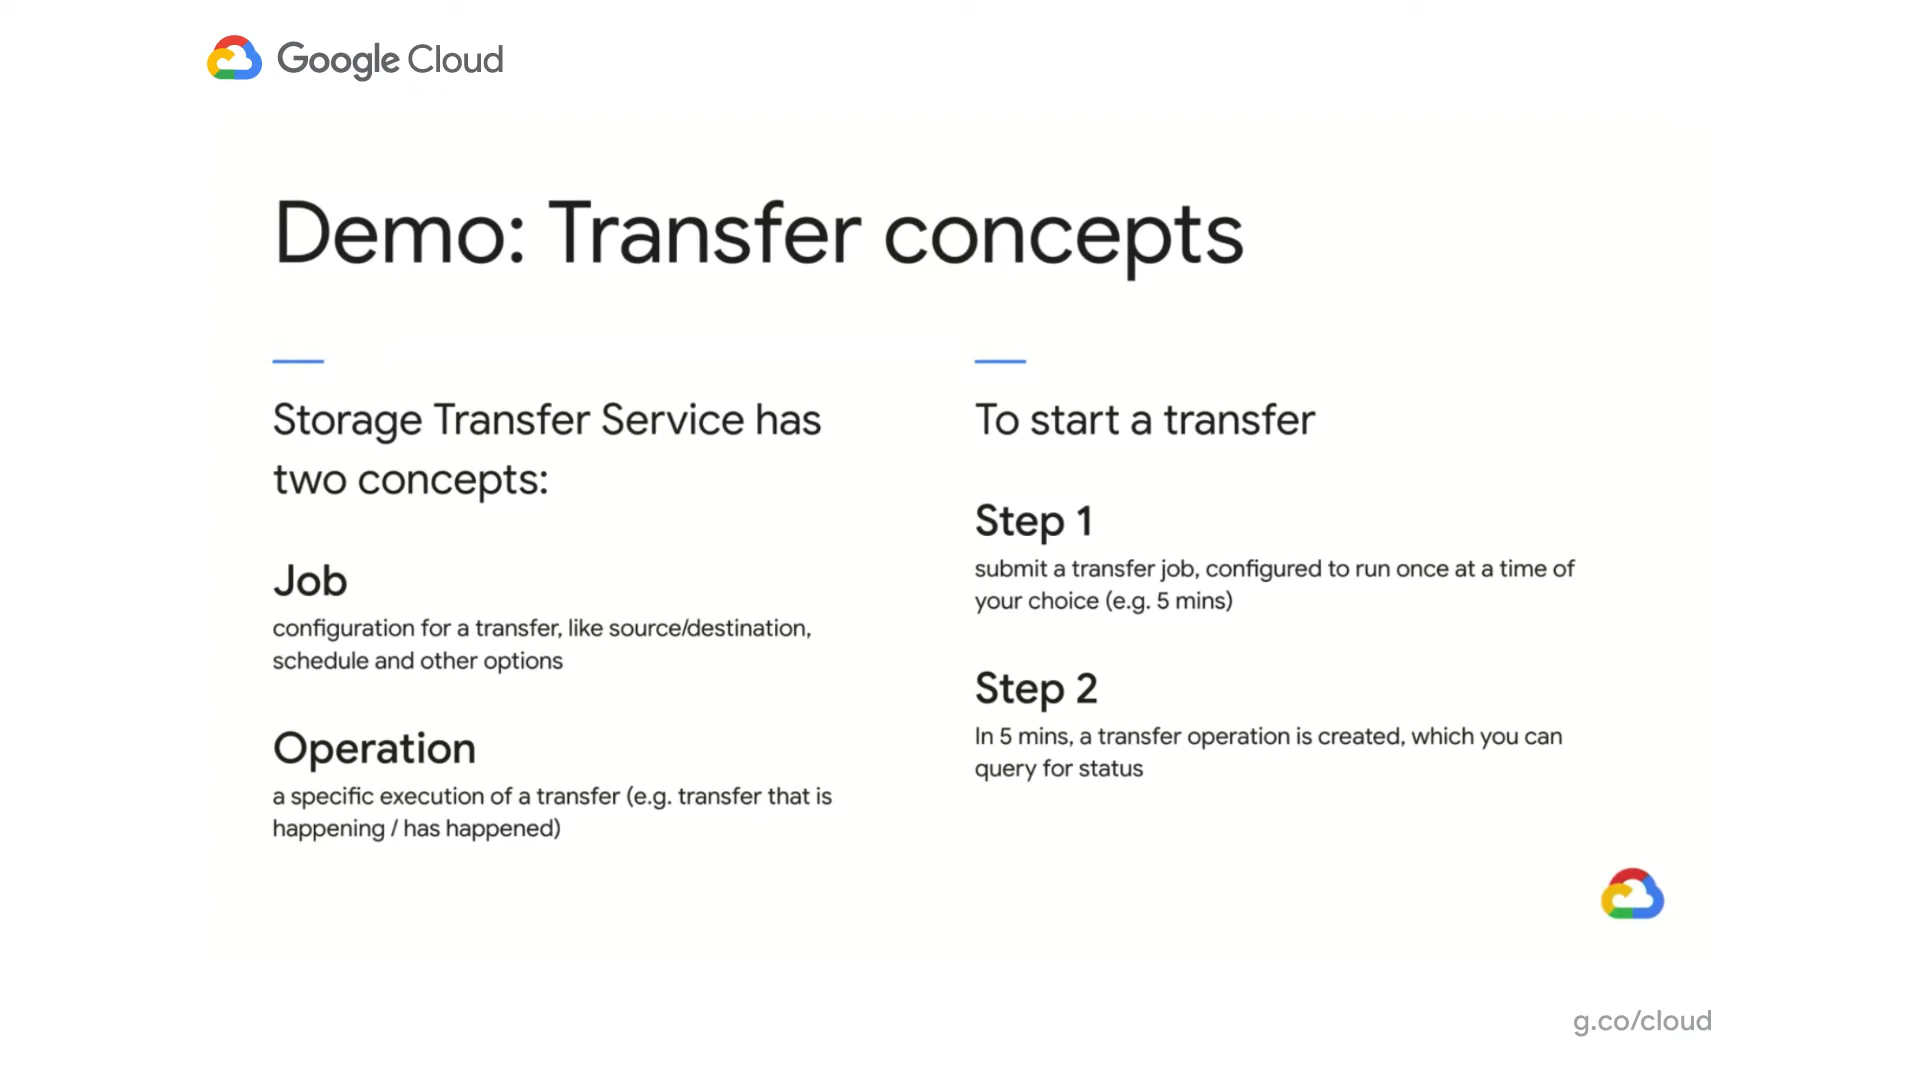 Google Cloud
Demo: Transfer concepts
Storage Transfer Service has
two concepts:
Job
configuration for a transfer, like source/destination,
schedule and other options
Operation
a specific execution of a transfer (e.g. transfer that is
happening / has happened)
To start a transfer
Step 1
submit a transfer job, configured to run once at a time of
your choice (e.g. 5 mins)
Step 2
In 5 mins, a transfer operation is created, which you can
query for status
g.co/cloud